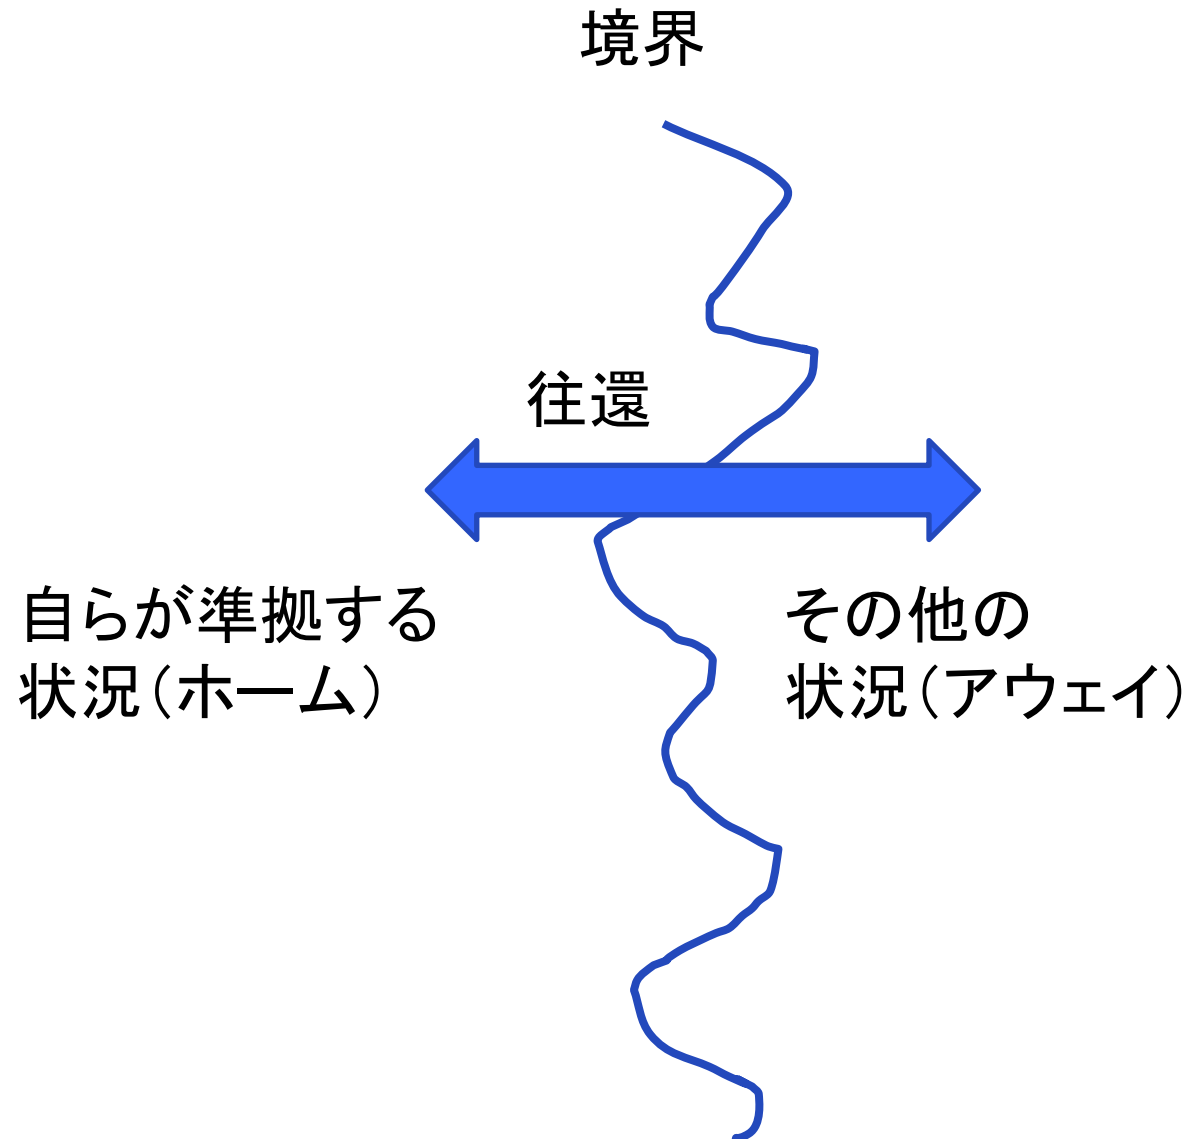 境界
往還
自らが準拠する
状況（ホーム）
その他の
状況（アウェイ）